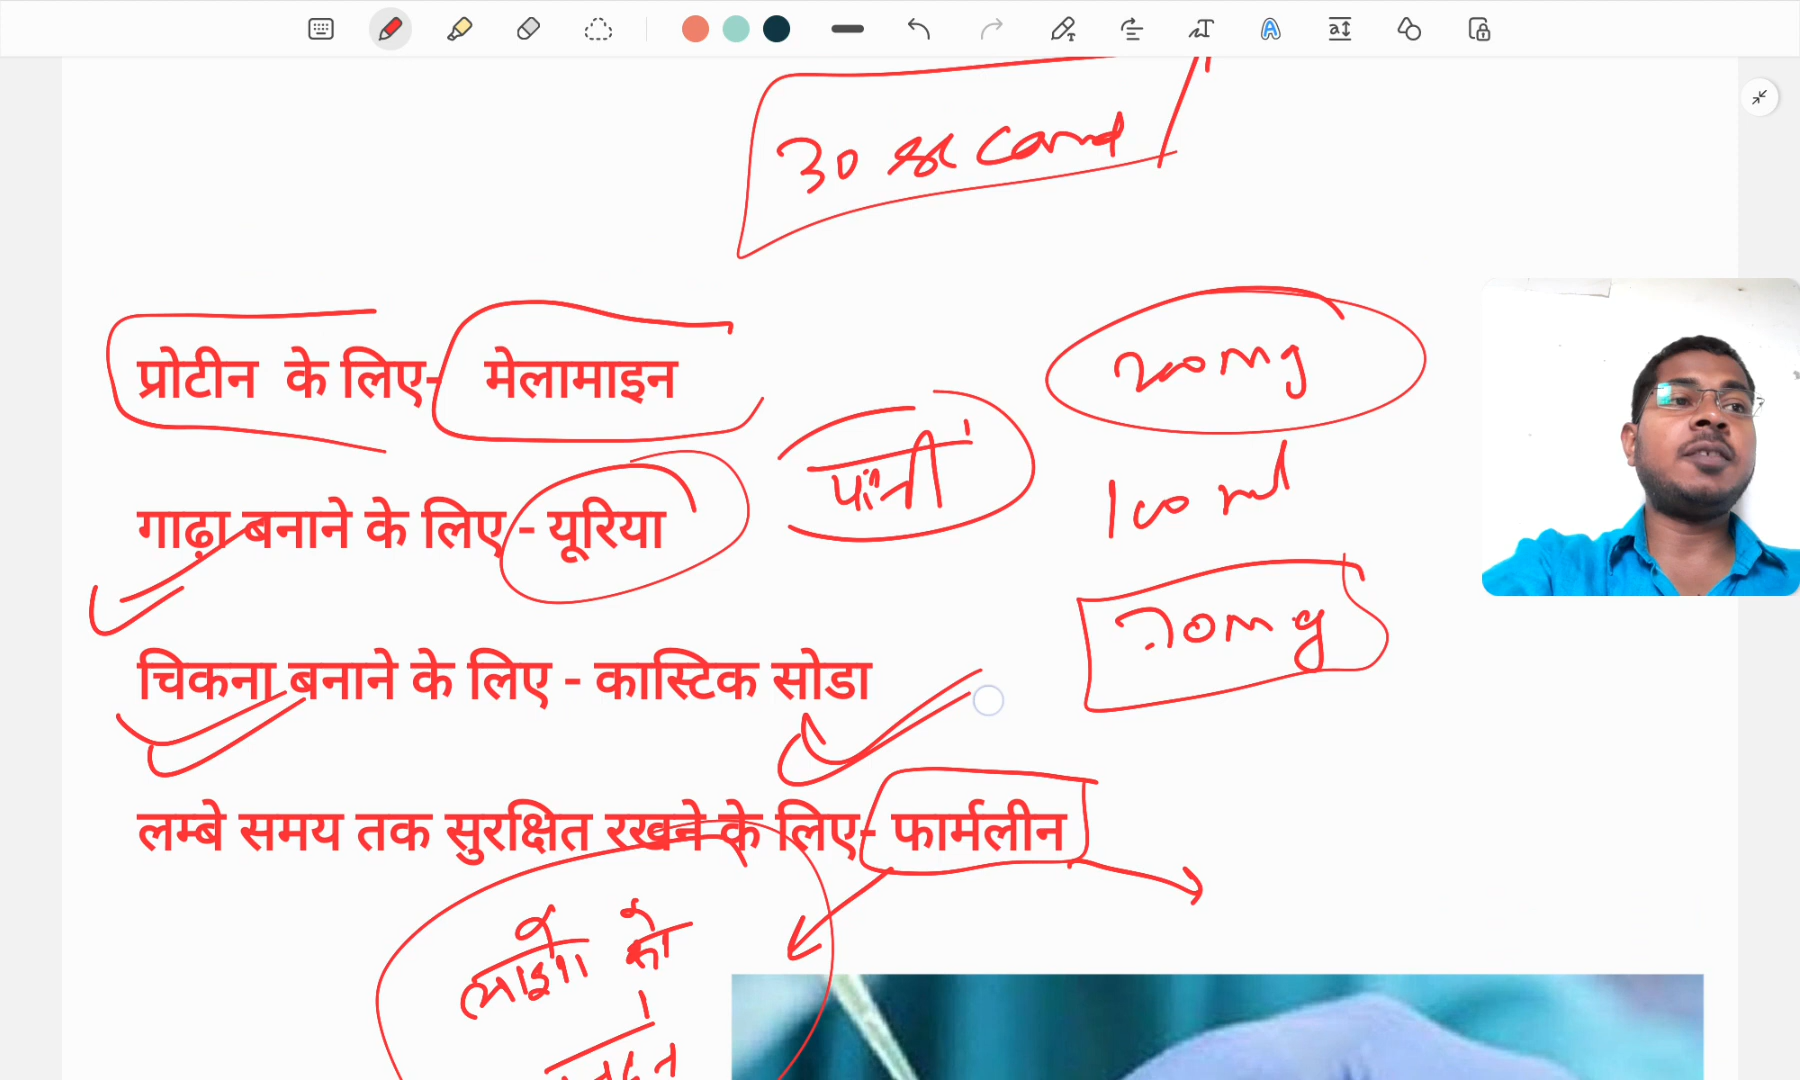 30 second
प्रोटीन के लिए- मेलामाइन
200mg
पानी
100 ml
गाढ़ा बनाने के लिए - यूरिया
70mg
चिकना बनाने के लिए - कास्टिक सोडा
लम्बे समय तक सुरक्षित रखने के लिए- फार्मलीन
को